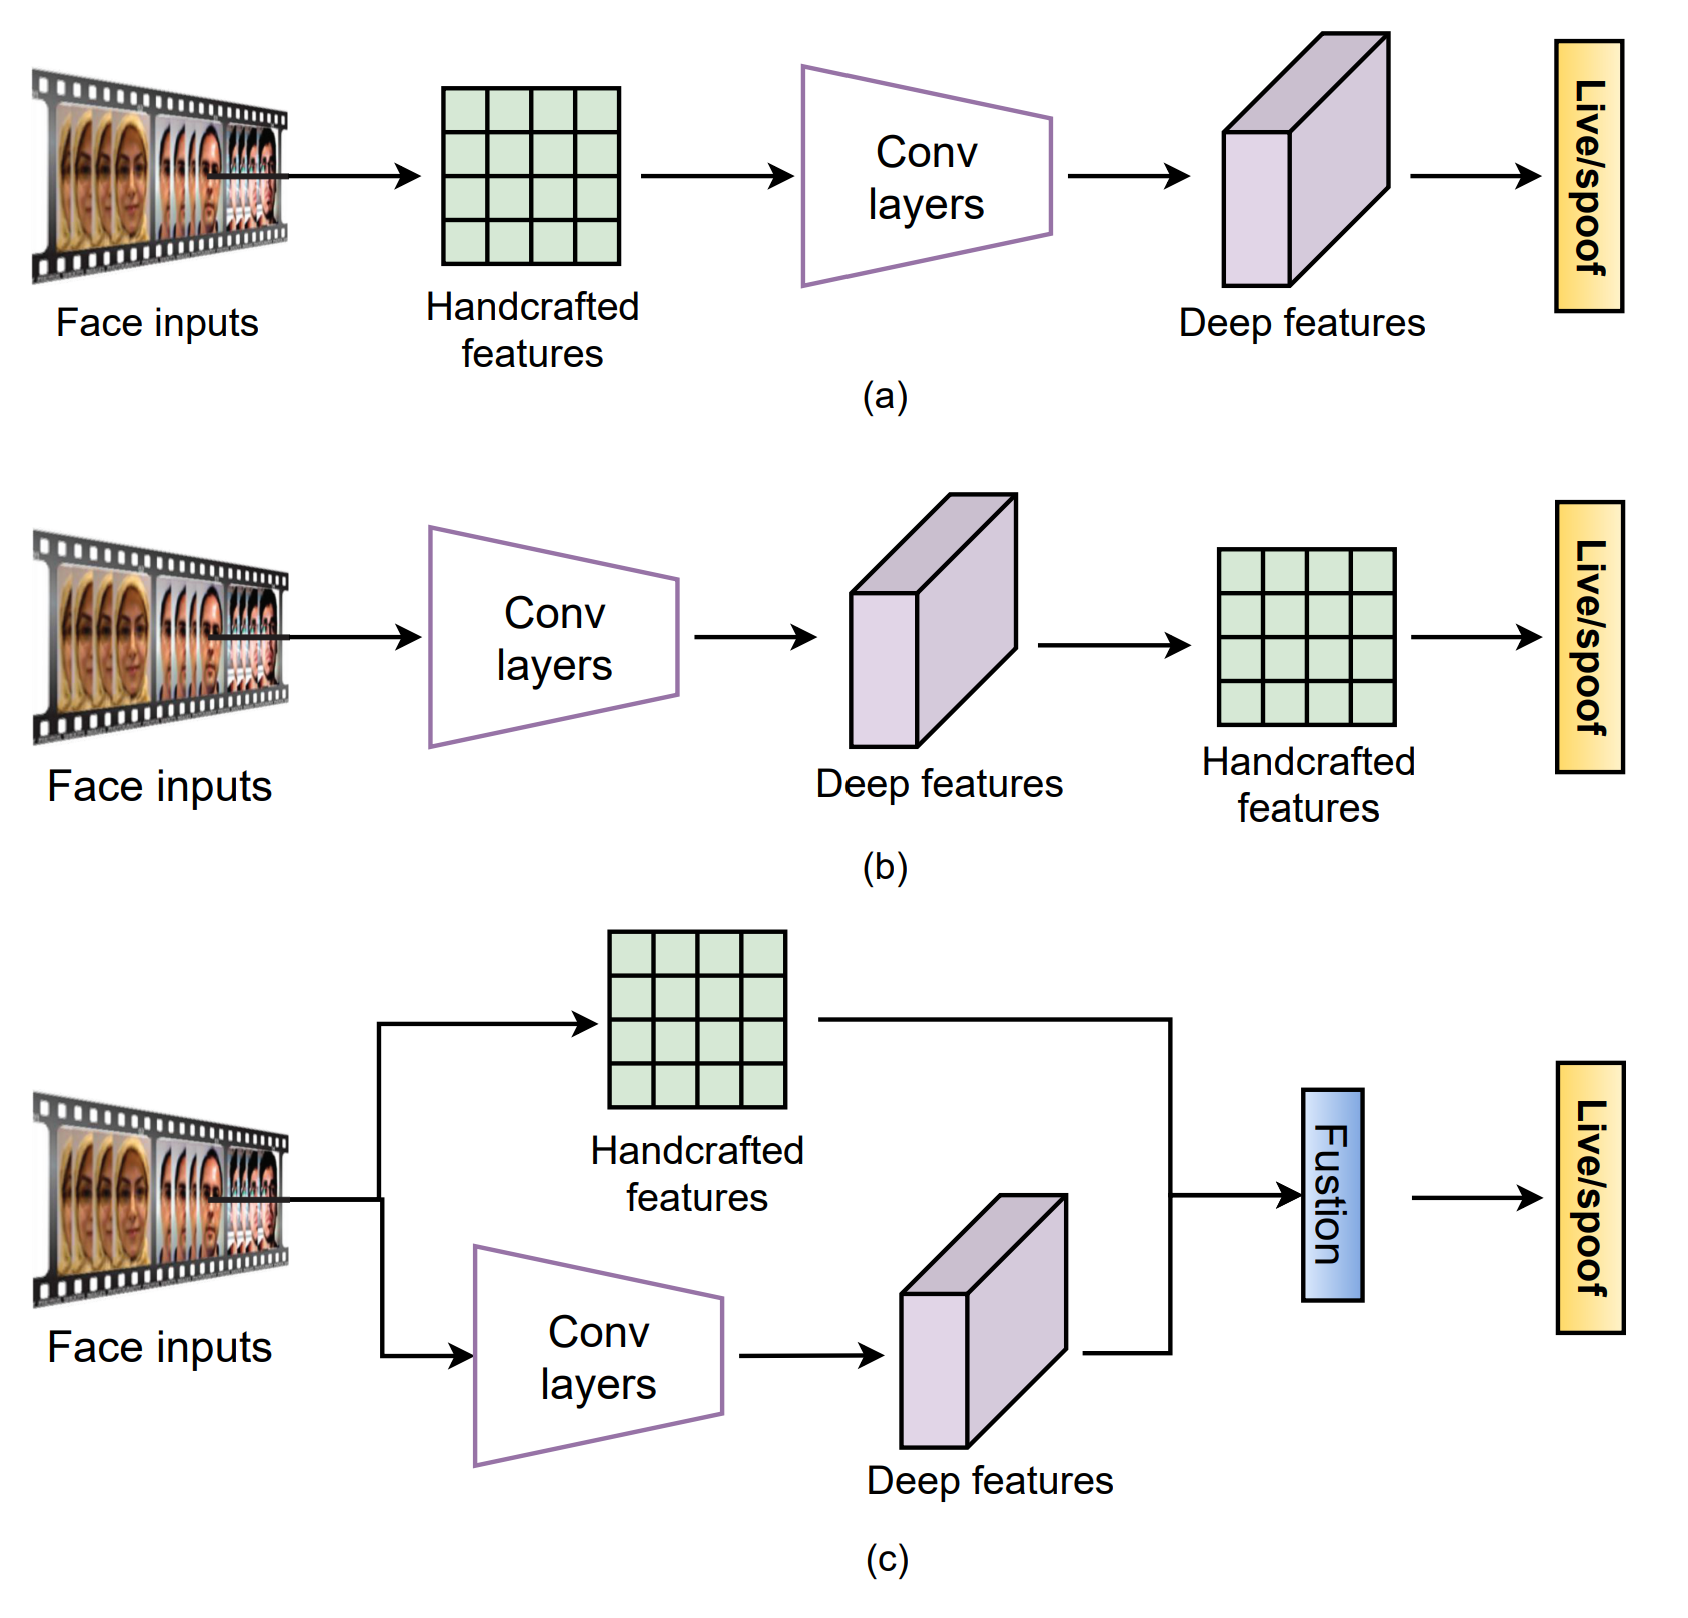 Face inputs
Handcrafted
features
Conv
layers
Deep features
Live/spoof
(a)
Face inputs
Conv
layers
Deep features
Handcrafted
features
Live/spoof
(b)
Face inputs
Handcrafted
features
Conv
layers
Deep features
Fustion
Live/spoof
(c)